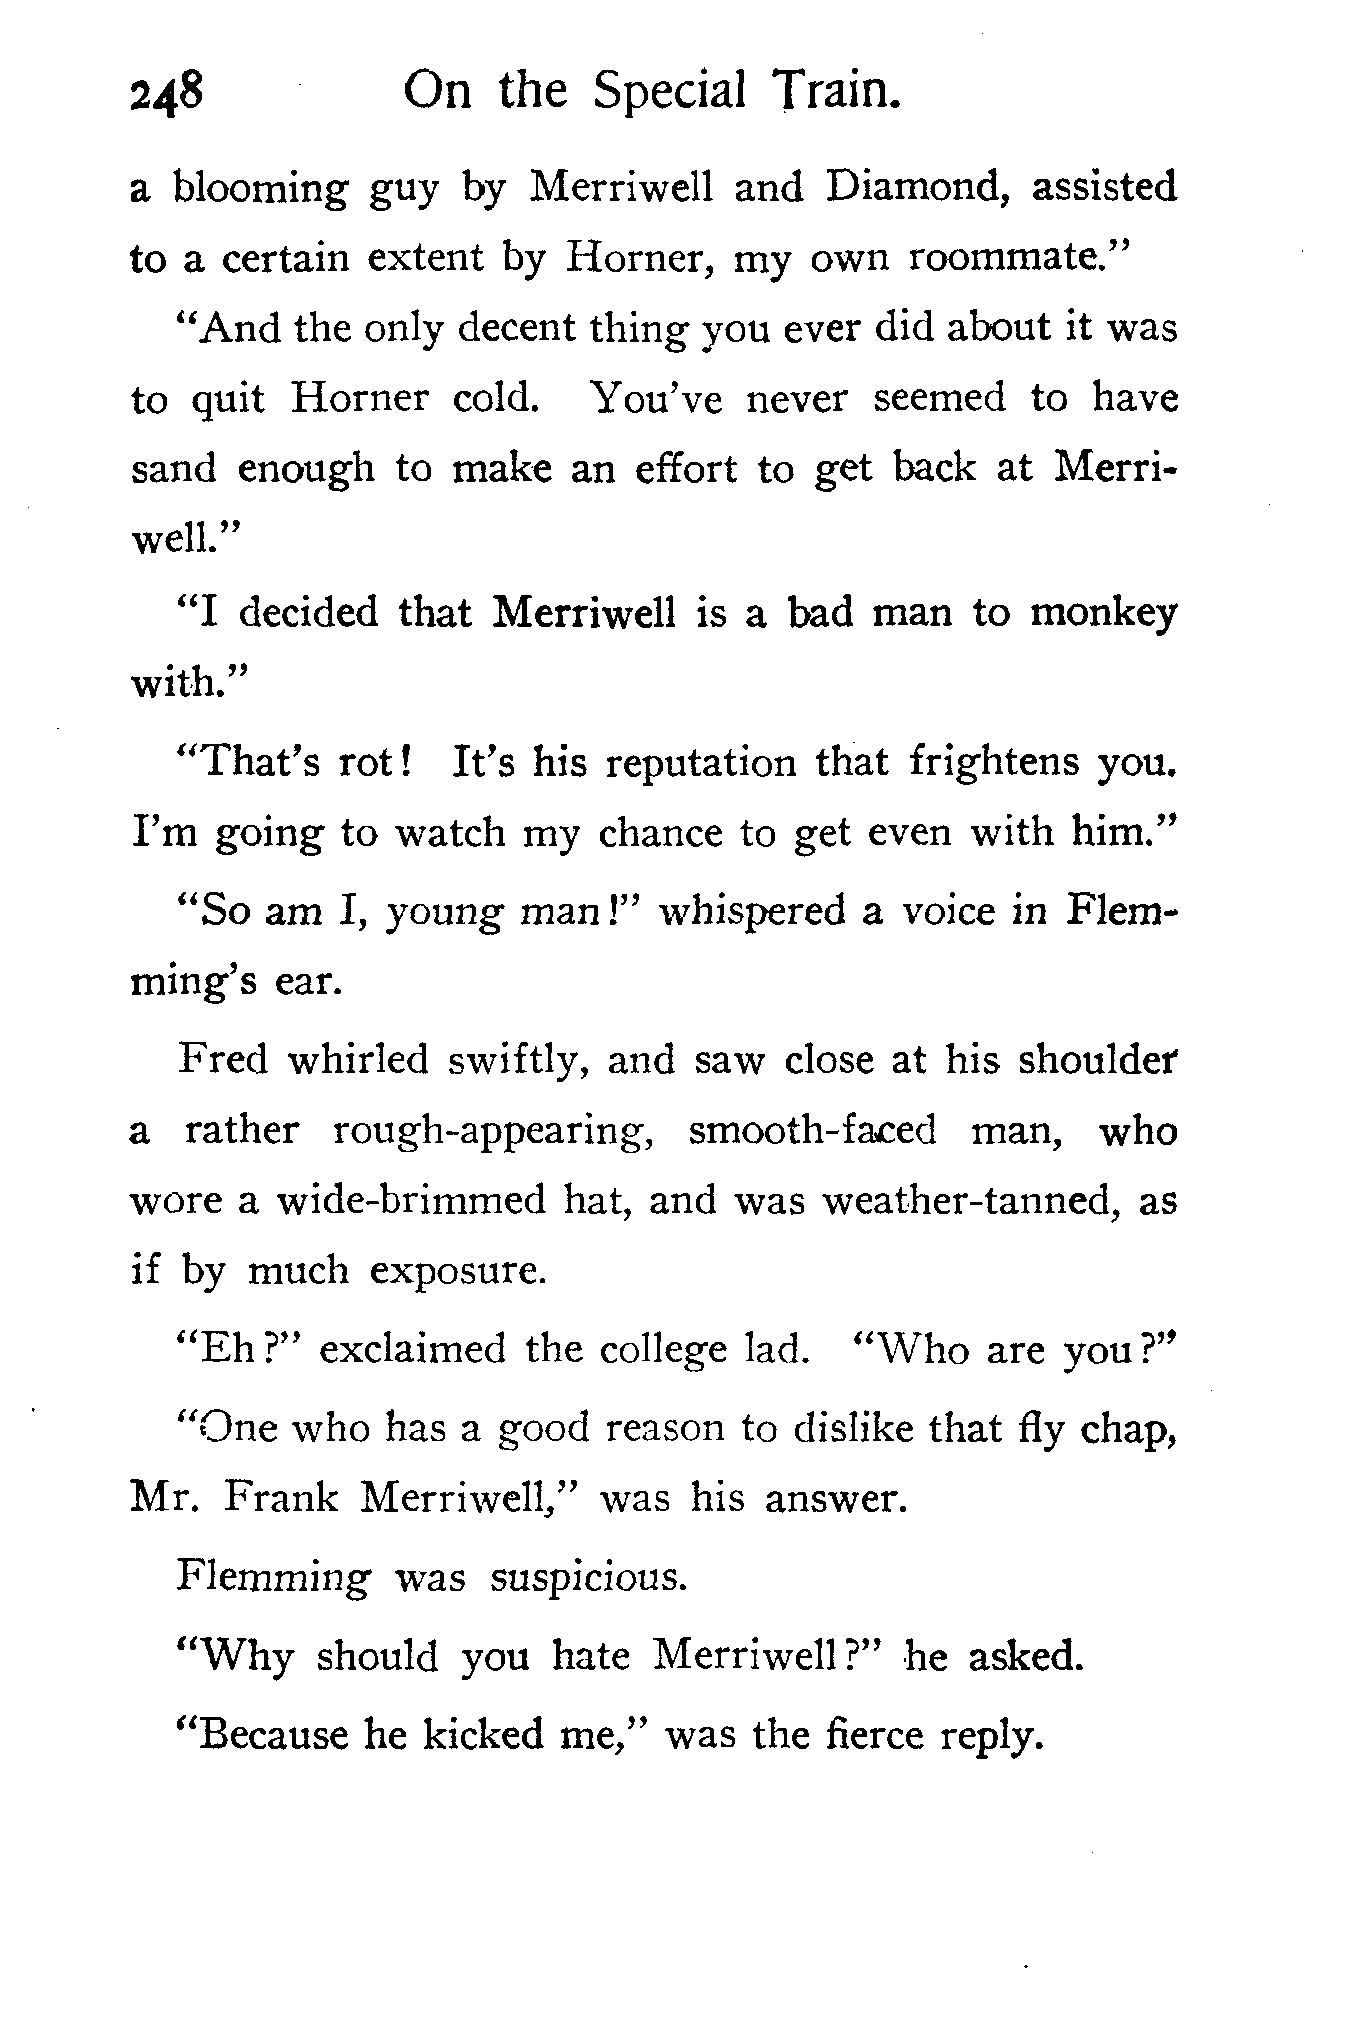 248 On the Special Train.
a blooming guy by Merriwell and Diamond, assisted
to a certain extent by Horner, my own roommate.”
“And the only decent thing you ever did about it was
to quit Horner cold. You’ve never seemed to have
sand enough to make an effort to get back at Merri-
well.”
“I decided that Merriwell is a bad man to monkey
with.”
“That’s rot! It’s his reputation that frightens you.
I’m going to watch my chance to get even with him.”
“So am I, young man!” whispered a voice in Flem-
ming’s ear.
Fred whirled swiftly, and saw close at his shoulder
a rather rough-appearing, smooth-faced man, who
wore a wide-brimmed hat, and was weather-tanned, as
if by much exposure.
“Eh?” exclaimed the college lad. “Who are you?”
“One who has a good reason to dislike that fly chap,
Mr. Frank Merriwell,” was his answer.
Flemming was suspicious.
“Why should you hate Merriwell?” he asked.
“Because he kicked me,” was the fierce reply.